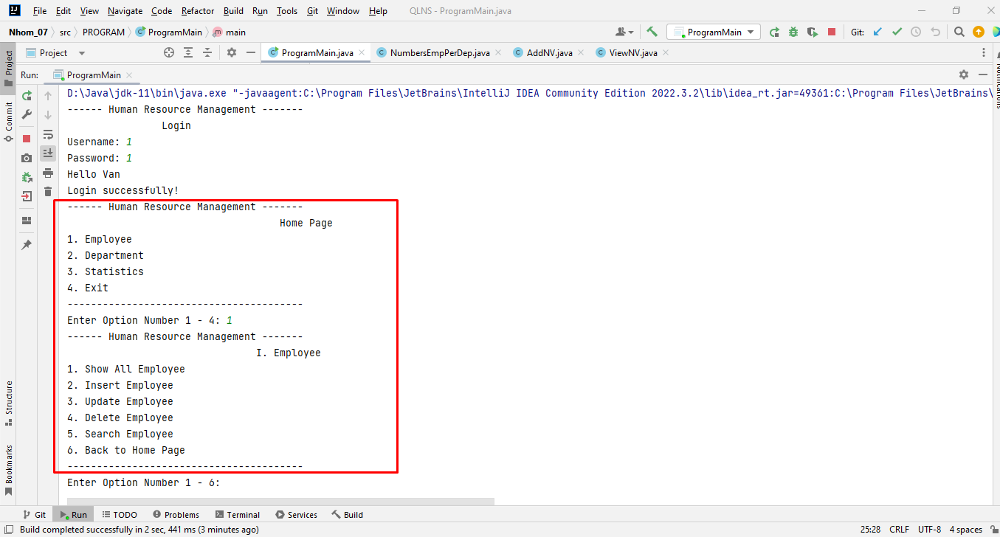 File Edit View Navigate Code Refactor Build Run Tools Git Window Help QLNS - ProgramMain.java
Nhom_07 src PROGRAM ProgramMain main ProgramMain Git:
Project ProgramMain.java NumbersEmpPerDep.java AddNV.java ViewNV.java
Run: ProgramMain
Project
Commit
Structure
Bookmarks
Notifications
D:\Java\jdk-11\bin\java.exe "-javaagent:C:\Program Files\JetBrains\IntelliJ IDEA Community Edition 2022.3.2\lib\idea_rt.jar=49361:C:\Program Files\JetBrains\
------ Human Resource Management -------
Login
Username: 1
Password: 1
Hello Van
Login successfully!
------ Human Resource Management -------
Home Page
1. Employee
2. Department
3. Statistics
4. Exit
----------------------------------------
Enter Option Number 1 - 4: 1
------ Human Resource Management -------
I. Employee
1. Show All Employee
2. Insert Employee
3. Update Employee
4. Delete Employee
5. Search Employee
6. Back to Home Page
----------------------------------------
Enter Option Number 1 - 6:
Git Run TODO Problems Terminal Services Build
Build completed successfully in 2 sec, 441 ms (3 minutes ago) 25:28 CRLF UTF-8 4 spaces